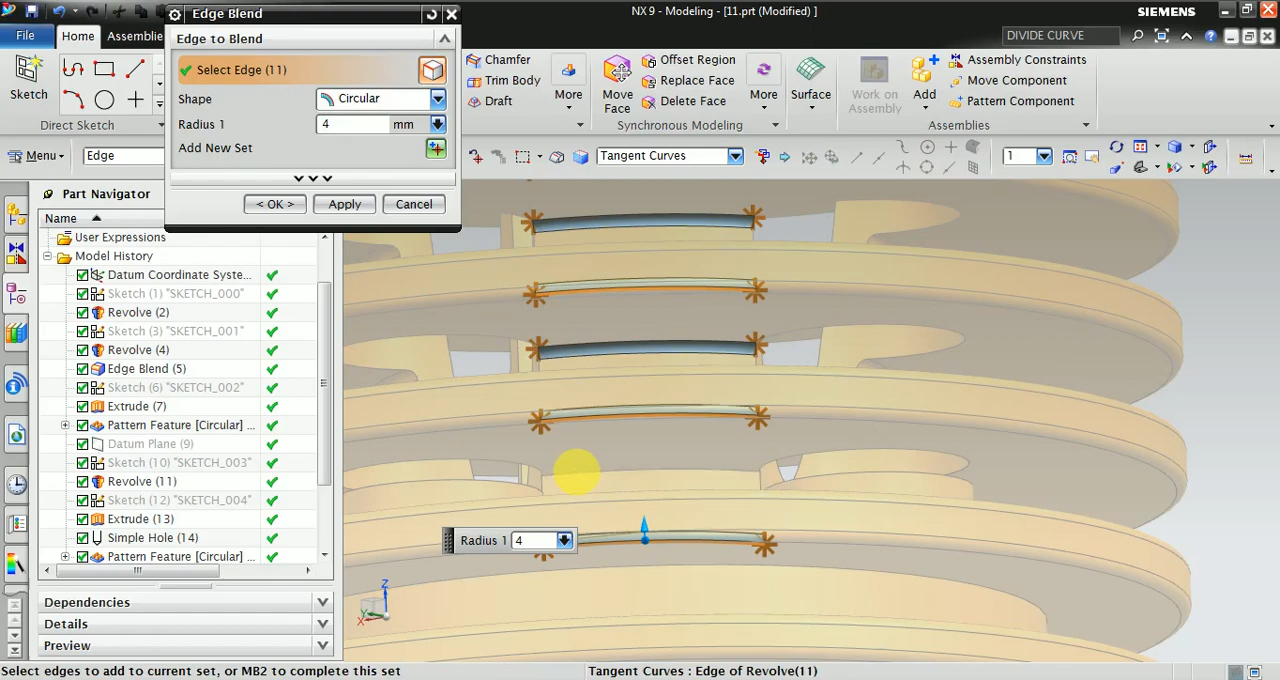 Edge Blend
NX 9 - Modeling - [11.prt (Modified) ]
SIEMENS
File
Home
Assemblie
DIVIDE CURVE
Edge to Blend
Select Edge (11)
Shape
Circular
Radius 1
4
mm
Add New Set
< OK >
Apply
Cancel
Sketch
Direct Sketch
Chamfer
Trim Body
Draft
More
Move
Face
Offset Region
Replace Face
Delete Face
More
Synchronous Modeling
Surface
Work on
Assembly
Add
Assembly Constraints
Move Component
Pattern Component
Assemblies
Menu
Edge
Tangent Curves
1
Part Navigator
Name
User Expressions
Model History
Datum Coordinate Syste...
Sketch (1) "SKETCH_000"
Revolve (2)
Sketch (3) "SKETCH_001"
Revolve (4)
Edge Blend (5)
Sketch (6) "SKETCH_002"
Extrude (7)
Pattern Feature [Circular] ...
Datum Plane (9)
Sketch (10) "SKETCH_003"
Revolve (11)
Sketch (12) "SKETCH_004"
Extrude (13)
Simple Hole (14)
Pattern Feature [Circular] ...
Dependencies
Details
Preview
Radius 1 4
Z
Y
X
Select edges to add to current set, or MB2 to complete this set
Tangent Curves : Edge of Revolve(11)